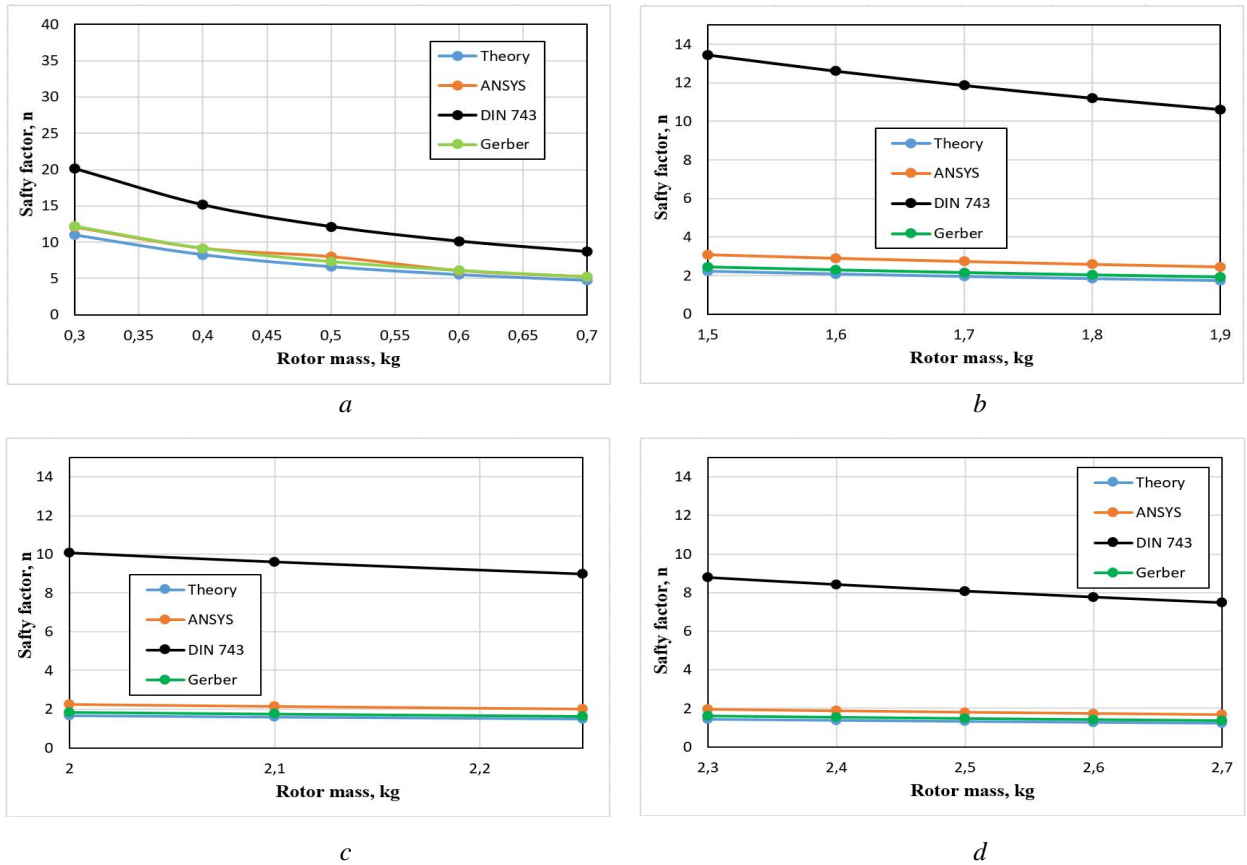 Safty factor, n
40
35
30
25
20
15
10
5
0
Theory
ANSYS
DIN 743
Gerber
0,3 0,35 0,4 0,45 0,5 0,55 0,6 0,65 0,7
Rotor mass, kg
a
Safty factor, n
14
12
10
8
6
4
2
0
Theory
ANSYS
DIN 743
Gerber
1,5 1,6 1,7 1,8 1,9
Rotor mass, kg
b
Safty factor, n
14
12
10
8
6
4
2
0
Theory
ANSYS
DIN 743
Gerber
2 2,1 2,2
Rotor mass, kg
c
Safty factor, n
14
12
10
8
6
4
2
0
Theory
ANSYS
DIN 743
Gerber
2,3 2,4 2,5 2,6 2,7
Rotor mass, kg
d